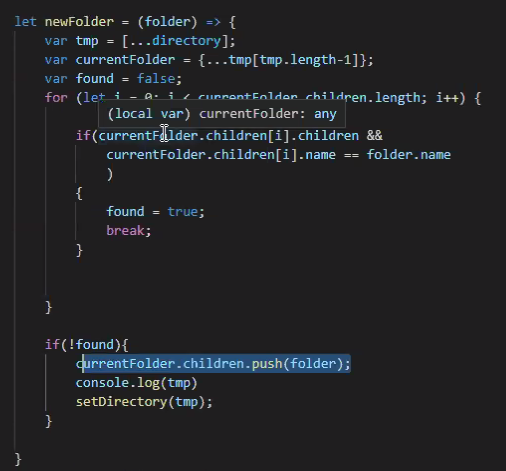 let newFolder = (folder) => {
var tmp = [...directory];
var currentFolder = {...tmp[tmp.length-1]};
var found = false;
for (let i = 0; i < currentFolder.children.length; i++) {
(local var) currentFolder: any
if(currentFolder.children[i].children &&
currentFolder.children[i].name == folder.name
)
{
found = true;
break;
}
}
if(!found){
currentFolder.children.push(folder);
console.log(tmp)
setDirectory(tmp);
}
}